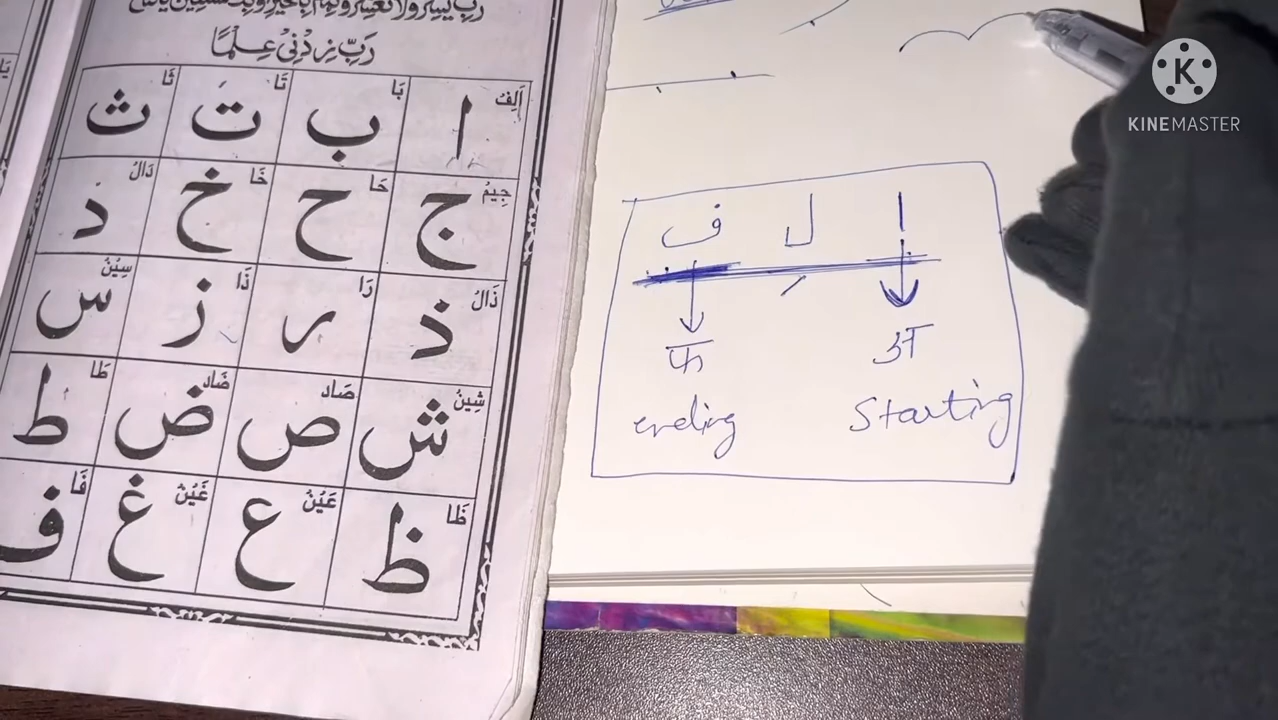 رَبِّ زِدْنِيْ عِلْمًا
اَلِفْ بَا تَا ثَا
ا ب ت ث
جِيْمْ حَا خَا دَالْ
ج ح خ د
ذَالْ رَا ذَا سِيْنْ
ذ ر ز س
شِيْنْ صَادْ ضَادْ طَا
ش ص ض ط
ظَا عَيْنْ غَيْنْ فَا
ظ ع غ ف
ا ل ف
अ फ
Starting ending
KINEMASTER